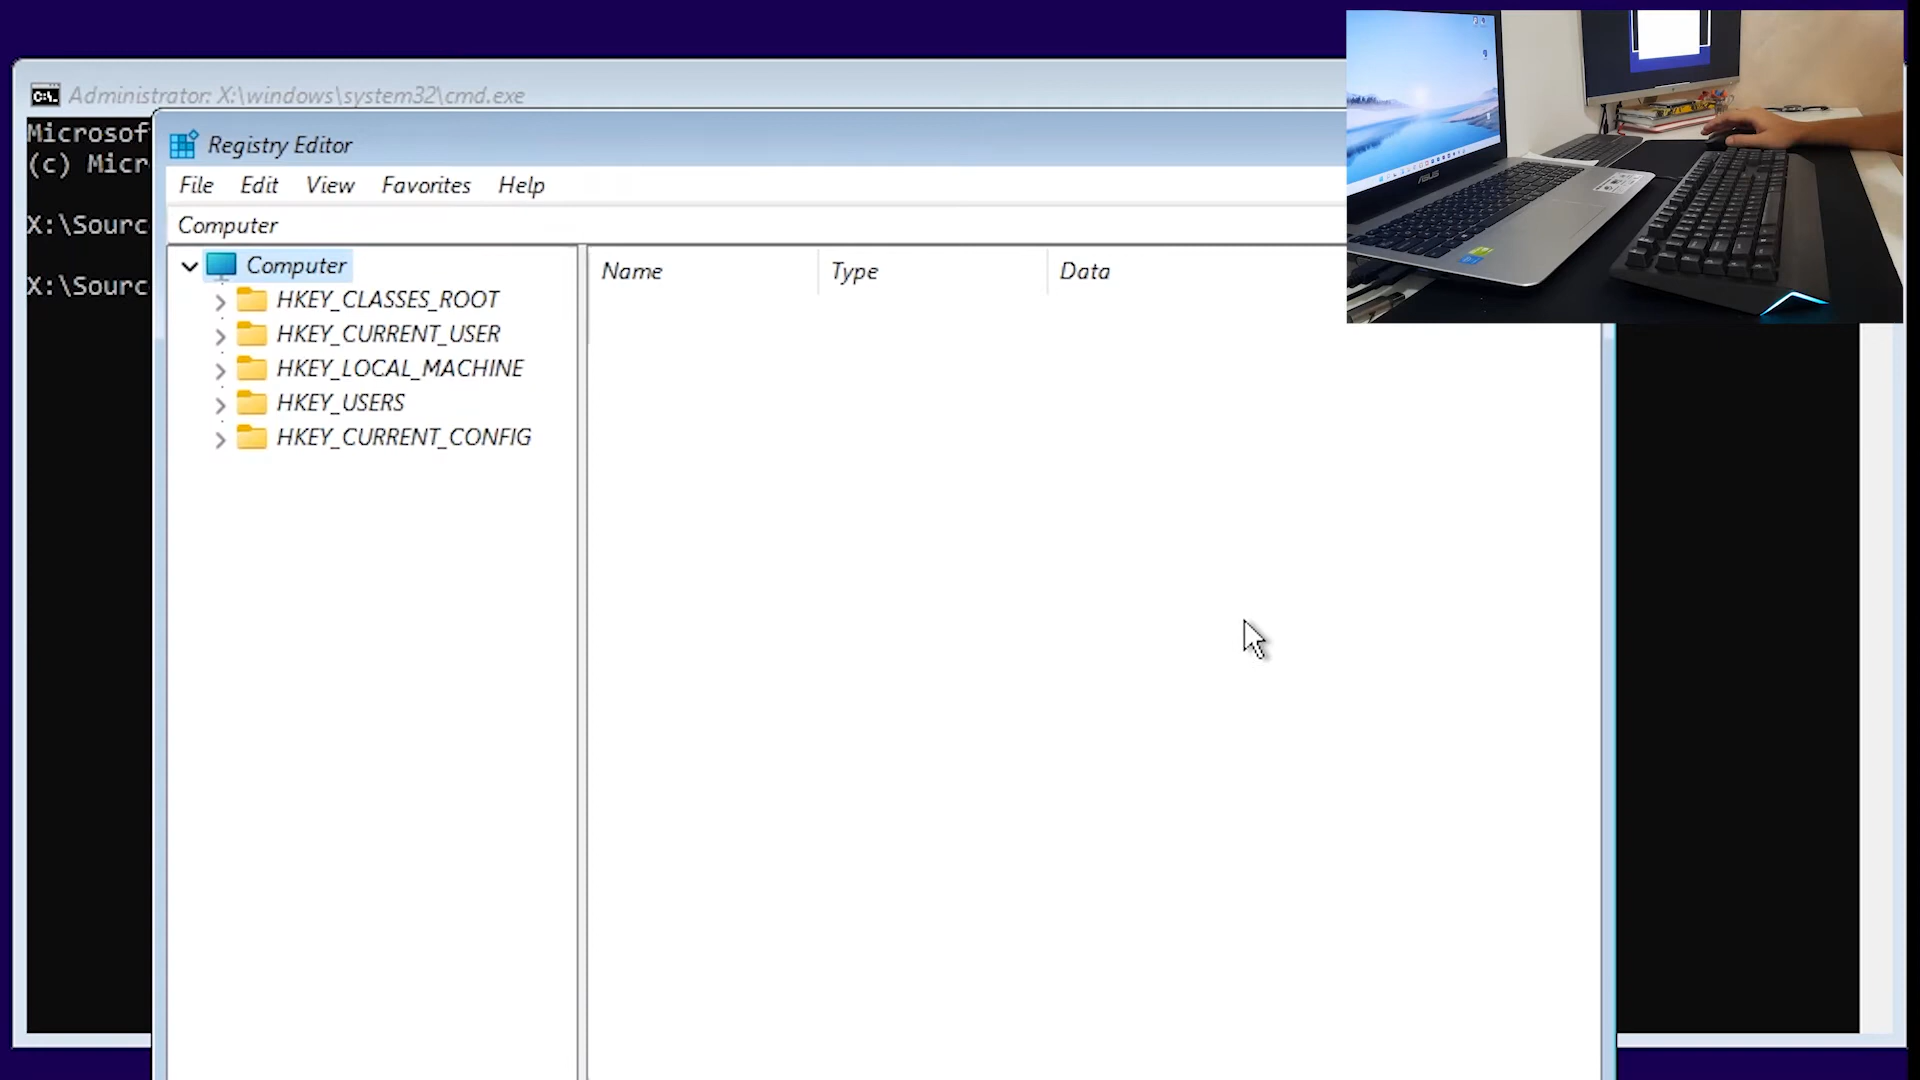 Administrator: X:\windows\system32\cmd.exe
Microsof
(c) Micr
X:\Sourc
X:\Sourc
Registry Editor
File Edit View Favorites Help
Computer
Computer
HKEY_CLASSES_ROOT
HKEY_CURRENT_USER
HKEY_LOCAL_MACHINE
HKEY_USERS
HKEY_CURRENT_CONFIG
Name Type Data
ASUS